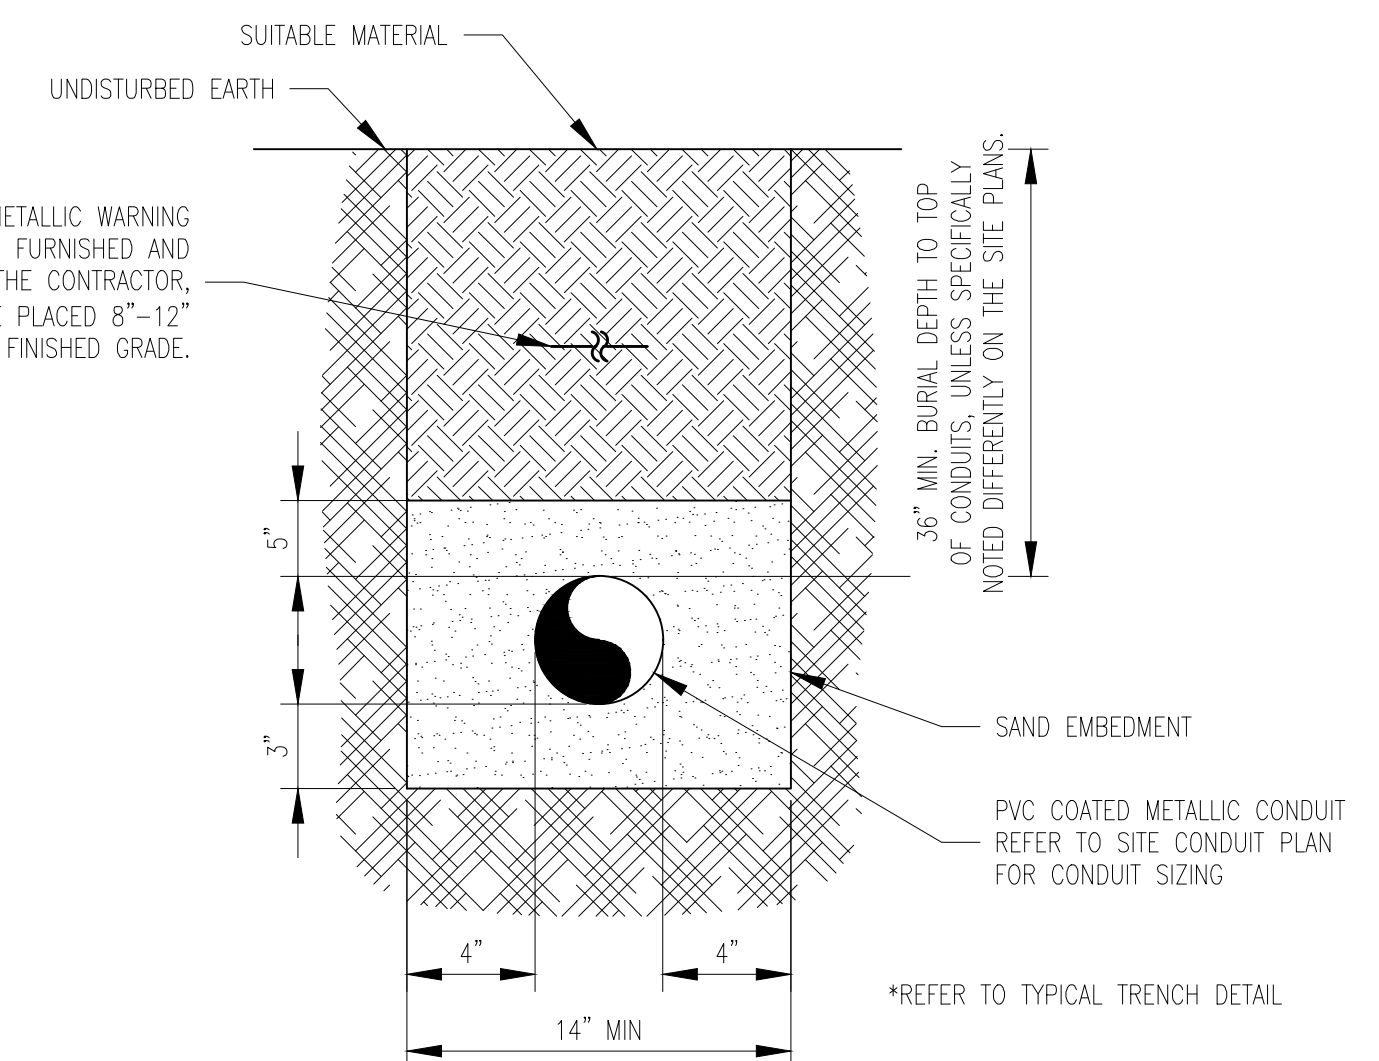 SUITABLE MATERIAL
UNDISTURBED EARTH
METALLIC WARNING
FURNISHED AND
THE CONTRACTOR,
PLACED 8"–12"
FINISHED GRADE.
36" MIN. BURIAL DEPTH TO TOP
OF CONDUITS, UNLESS SPECIFICALLY
NOTED DIFFERENTLY ON THE SITE PLANS.
5"
3"
SAND EMBEDMENT
PVC COATED METALLIC CONDUIT
REFER TO SITE CONDUIT PLAN
FOR CONDUIT SIZING
4"
4"
14" MIN
*REFER TO TYPICAL TRENCH DETAIL